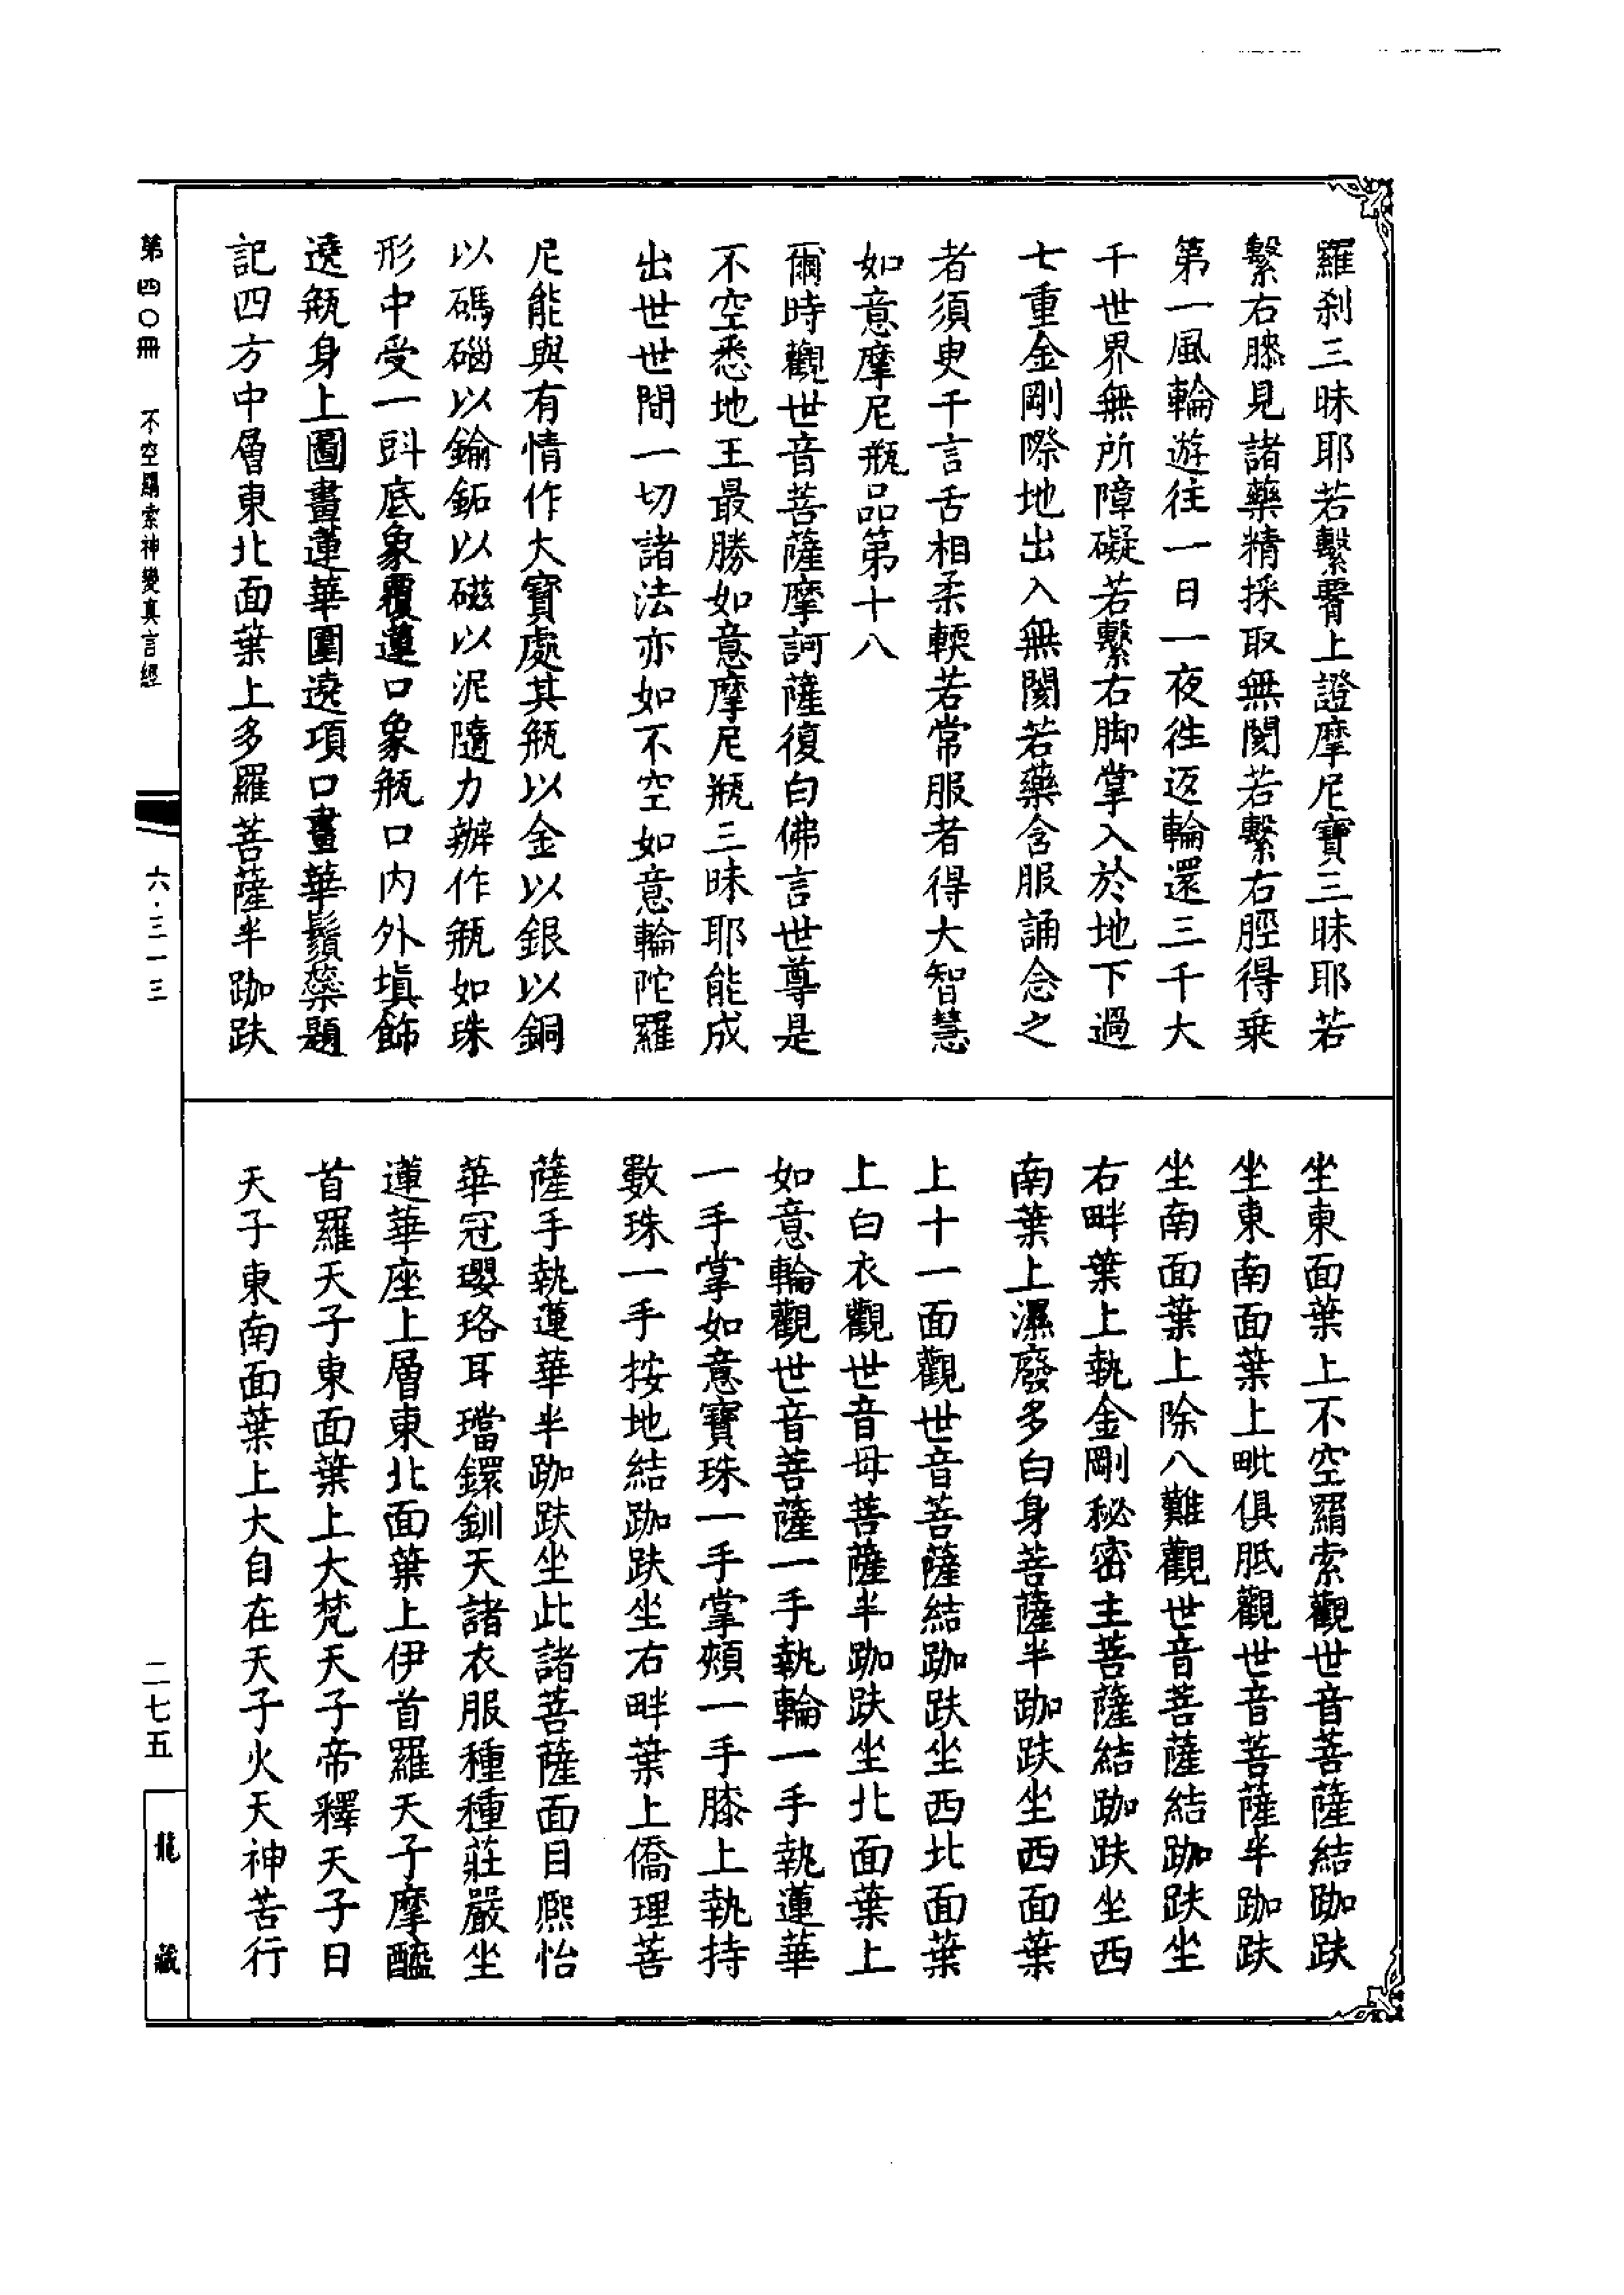 羅刹三昧耶若繫臂上證摩尼寶三昧耶若
繫右膝見諸藥精採取無閡若繫右脛得乗
第一風輪遊往一日一夜徃返輪還三千大
千世界無所障礙若繫右脚掌入於地下過
七重金剛際地出入無閡若藥含服誦念之
者須臾千言舌相柔輭若常服者得大智慧
如意摩尼瓶品第十八
爾時觀世音菩薩摩訶薩復白佛言世尊是
不空悉地王最勝如意摩尼瓶三昧耶能成
出世世間一切諸法亦如不空如意輪陀羅
尼能與有情作大寶處其瓶以金以銀以銅
以碼碯以鍮鉐以磁以泥隨力辦作瓶如珠
形中受一㪷底象覆蓮口象瓶口内外填飾
遶瓶身上圖畫蓮華圍遶項口畫華鬚蘂題
記四方中層東北面葉上多羅菩薩半跏趺
坐東面葉上不空羂索觀世音菩薩結跏趺
坐東南面葉上毗俱胝觀世音菩薩半跏趺
坐南面葉上除八難觀世音菩薩結跏趺坐
右畔葉上執金剛秘密主菩薩結跏趺坐西
南葉上濕廢多白身菩薩半跏趺坐西面葉
上十一面觀世音菩薩結跏趺坐西北面葉
上白衣觀世音母菩薩半跏趺坐北面葉上
如意輪觀世音菩薩一手執輪一手執蓮華
一手掌如意寶珠一手掌頰一手膝上執持
數珠一手按地結跏趺坐右畔葉上僑理菩
薩手執蓮華半跏趺坐此諸菩薩面目熈怡
華冠瓔珞耳璫鐶釧天諸衣服種種莊嚴坐
蓮華座上層東北面葉上伊首羅天子摩醯
首羅天子東面葉上大梵天子帝釋天子日
天子東南面葉上大自在天子火天神苦行
第四〇冊 不空羂索神變真言經
六·三一三
二七五
龍藏